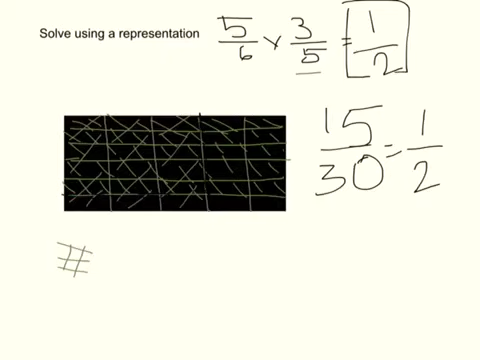 Solve using a representation
5/6 x 3/5 = 1/2
15/30 = 1/2